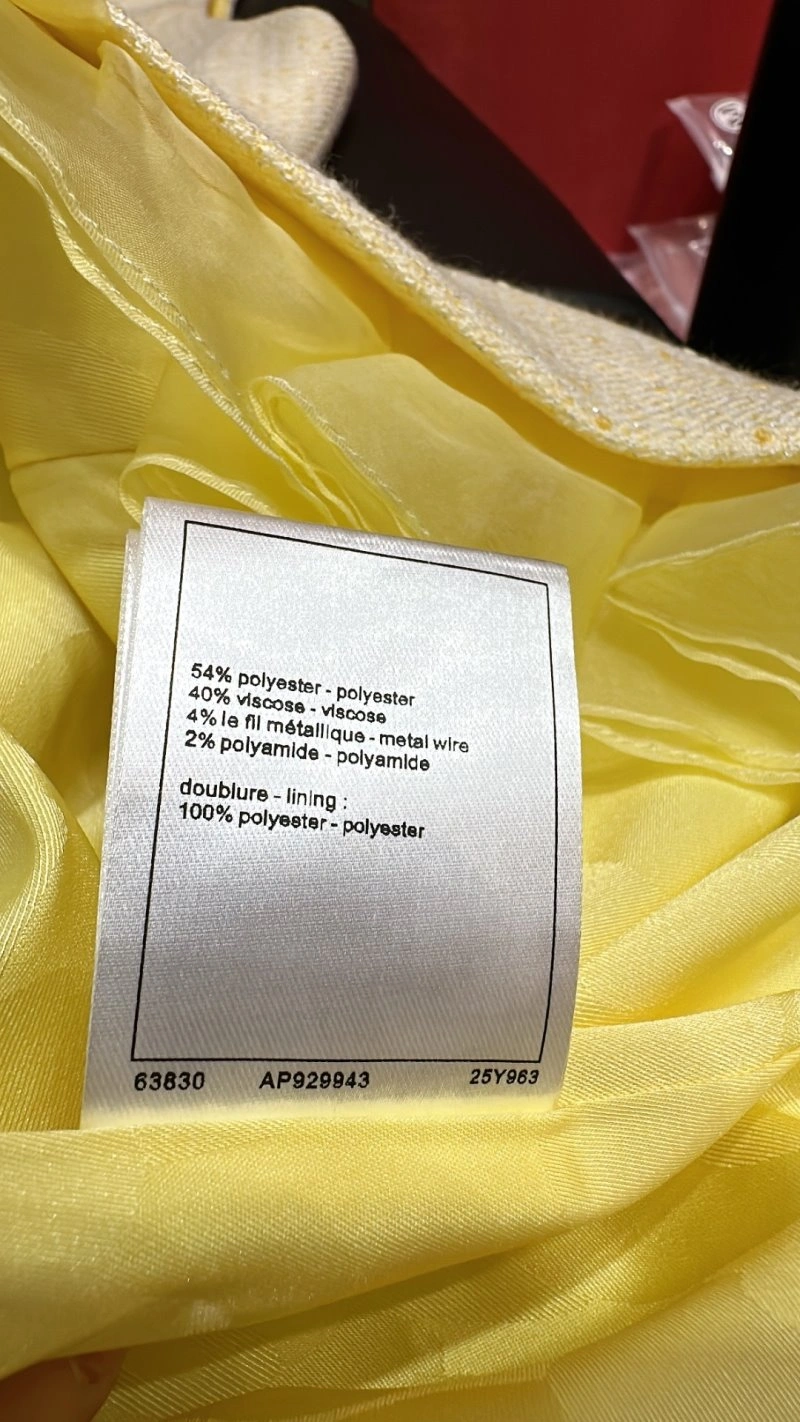 54% polyester - polyester
40% viscose - viscose
4% le fil métallique - metal wire
2% polyamide - polyamide
doublure - lining :
100% polyester - polyester
63830 AP929943 25Y963